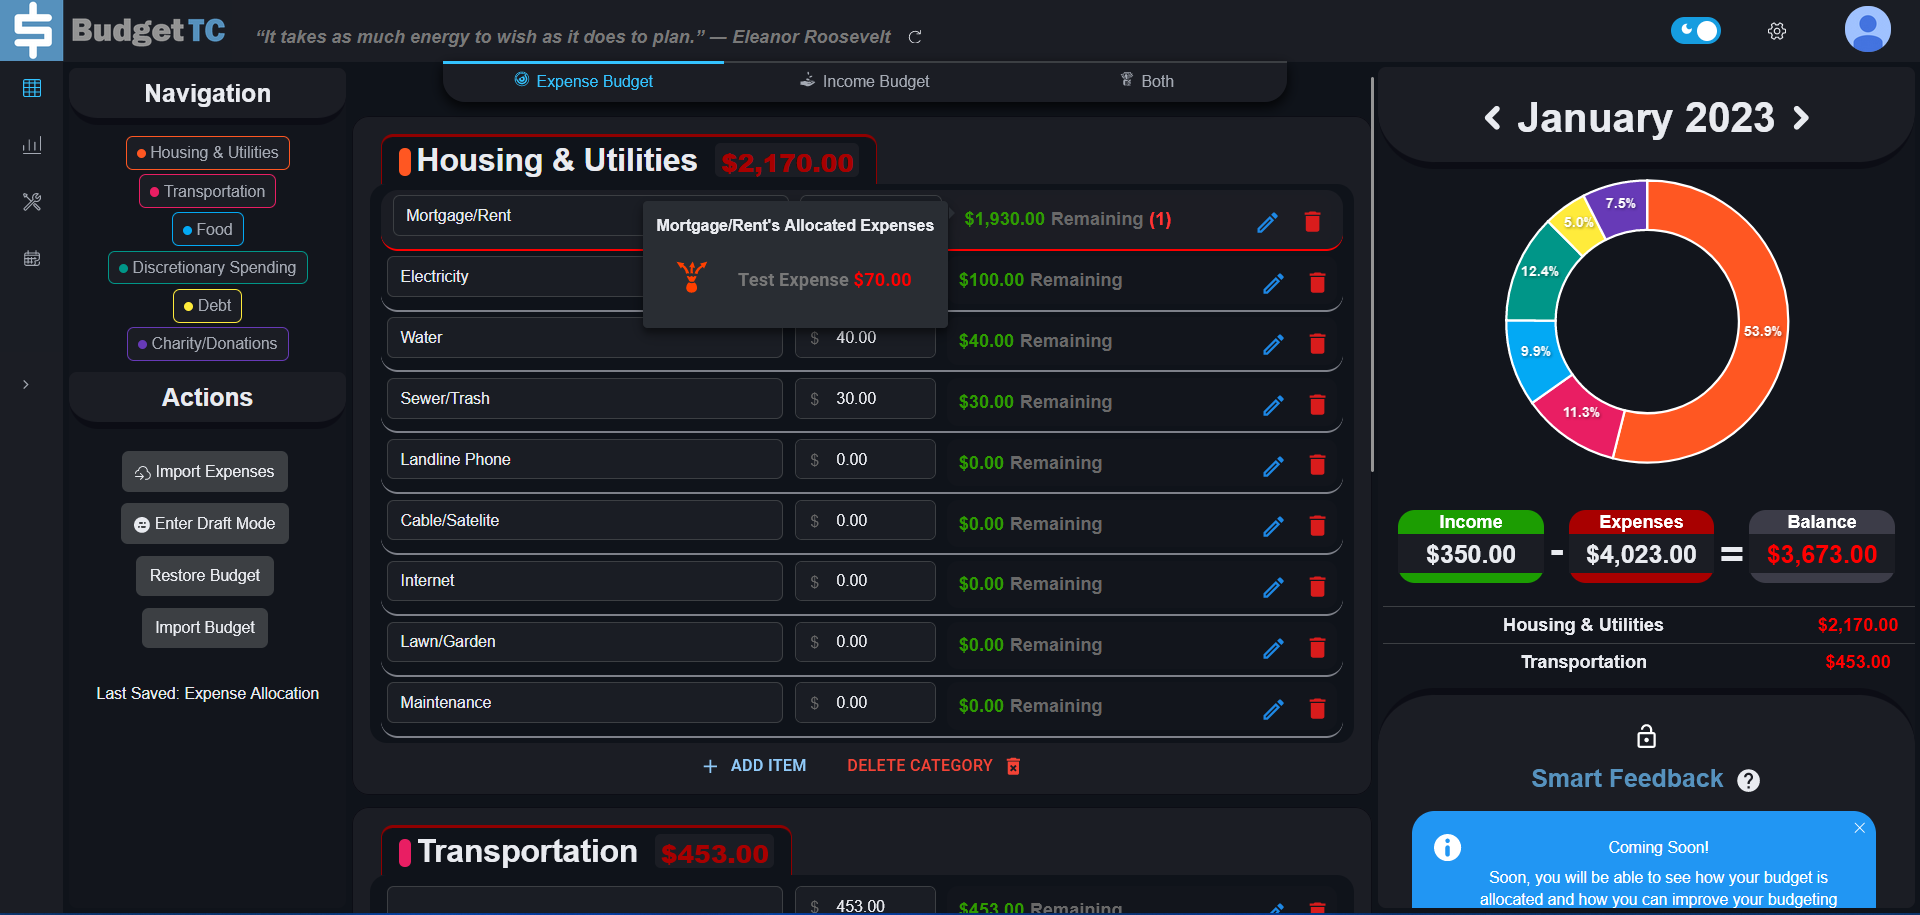 BudgetTC
“It takes as much energy to wish as it does to plan.” — Eleanor Roosevelt
Navigation
Housing & Utilities
Transportation
Food
Discretionary Spending
Debt
Charity/Donations
Actions
Import Expenses
Enter Draft Mode
Restore Budget
Import Budget
Last Saved: Expense Allocation
Expense Budget
Income Budget
Both
Housing & Utilities $2,170.00
Mortgage/Rent
$1,930.00 Remaining (1)
Mortgage/Rent's Allocated Expenses
Test Expense $70.00
Electricity
$100.00 Remaining
Water $ 40.00 $40.00 Remaining
Sewer/Trash $ 30.00 $30.00 Remaining
Landline Phone $ 0.00 $0.00 Remaining
Cable/Satelite $ 0.00 $0.00 Remaining
Internet $ 0.00 $0.00 Remaining
Lawn/Garden $ 0.00 $0.00 Remaining
Maintenance $ 0.00 $0.00 Remaining
+ ADD ITEM
DELETE CATEGORY
Transportation $453.00
$ 453.00 $453.00 Remaining
January 2023
7.5%
5.0%
12.4%
9.9%
11.3%
53.9%
Income
$350.00
-
Expenses
$4,023.00
=
Balance
$3,673.00
Housing & Utilities $2,170.00
Transportation $453.00
Smart Feedback ?
Coming Soon!
Soon, you will be able to see how your budget is
allocated and how you can improve your budgeting